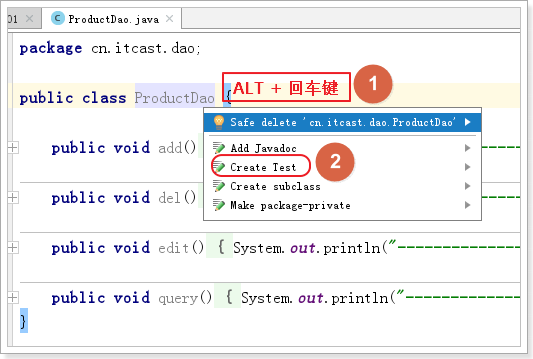 01 ProductDao.java
package cn.itcast.dao;
ALT + 回车键 1
public class ProductDao {
Safe delete 'cn.itcast.dao.ProductDao'
Add Javadoc
public void add()
2
Create Test
Create subclass
public void del()
Make package-private
public void edit() { System.out.println("------------------
public void query() { System.out.println("------------------
}